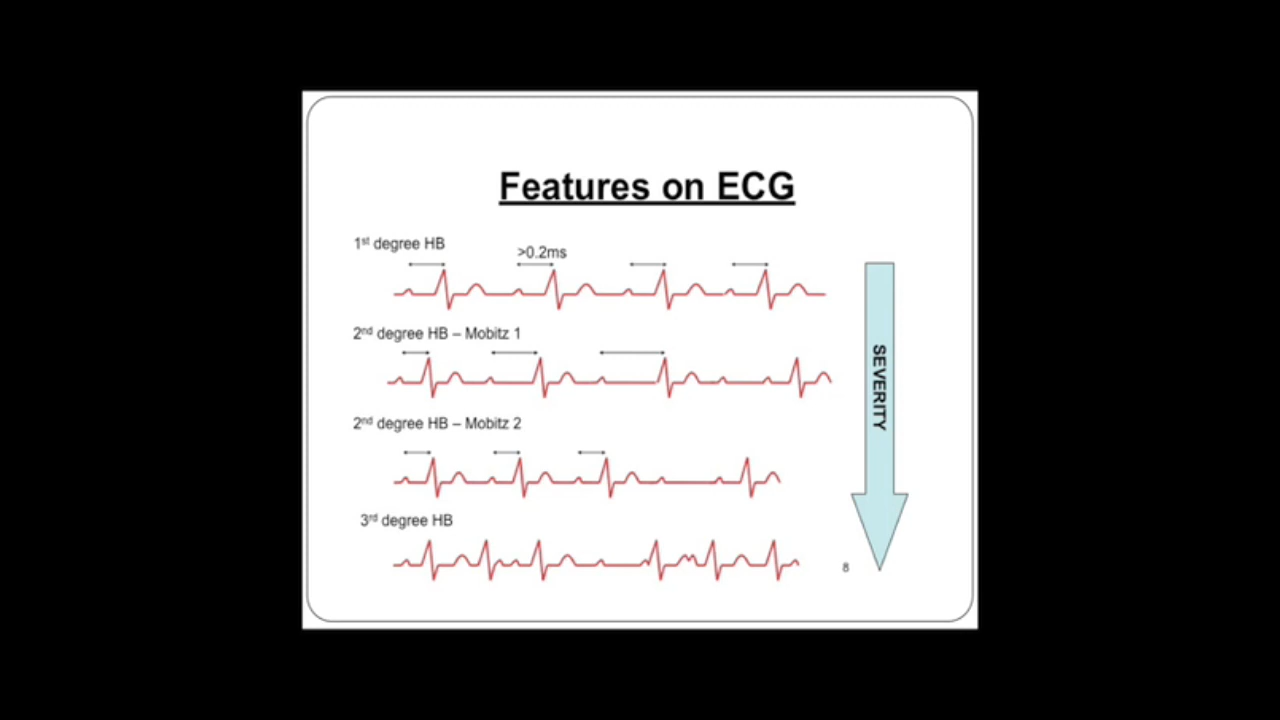 Features on ECG
1st degree HB
>0.2ms
2nd degree HB – Mobitz 1
2nd degree HB – Mobitz 2
3rd degree HB
SEVERITY
8